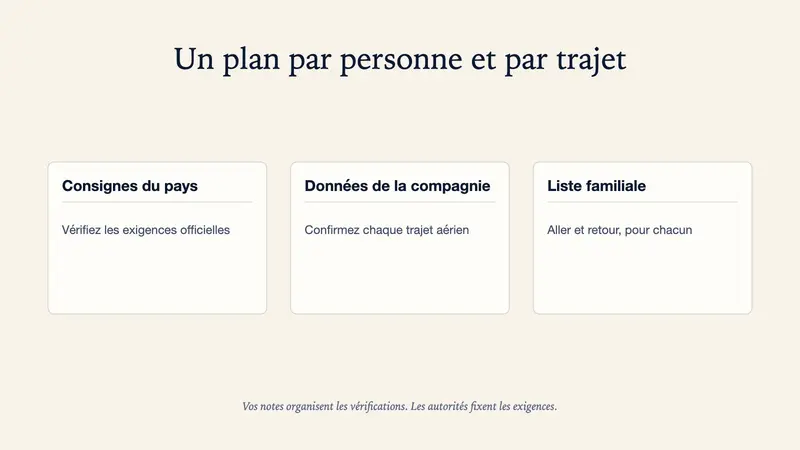 Un plan par personne et par trajet
Consignes du pays
Vérifiez les exigences officielles
Données de la compagnie
Confirmez chaque trajet aérien
Liste familiale
Aller et retour, pour chacun
Vos notes organisent les vérifications. Les autorités fixent les exigences.